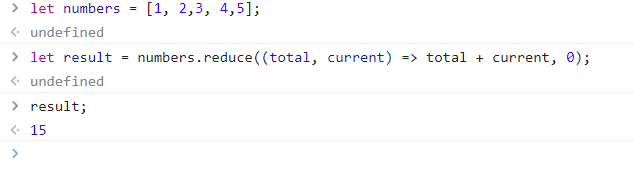 > let numbers = [1, 2,3, 4,5];
<· undefined
> let result = numbers.reduce((total, current) => total + current, 0);
<· undefined
> result;
<· 15
>